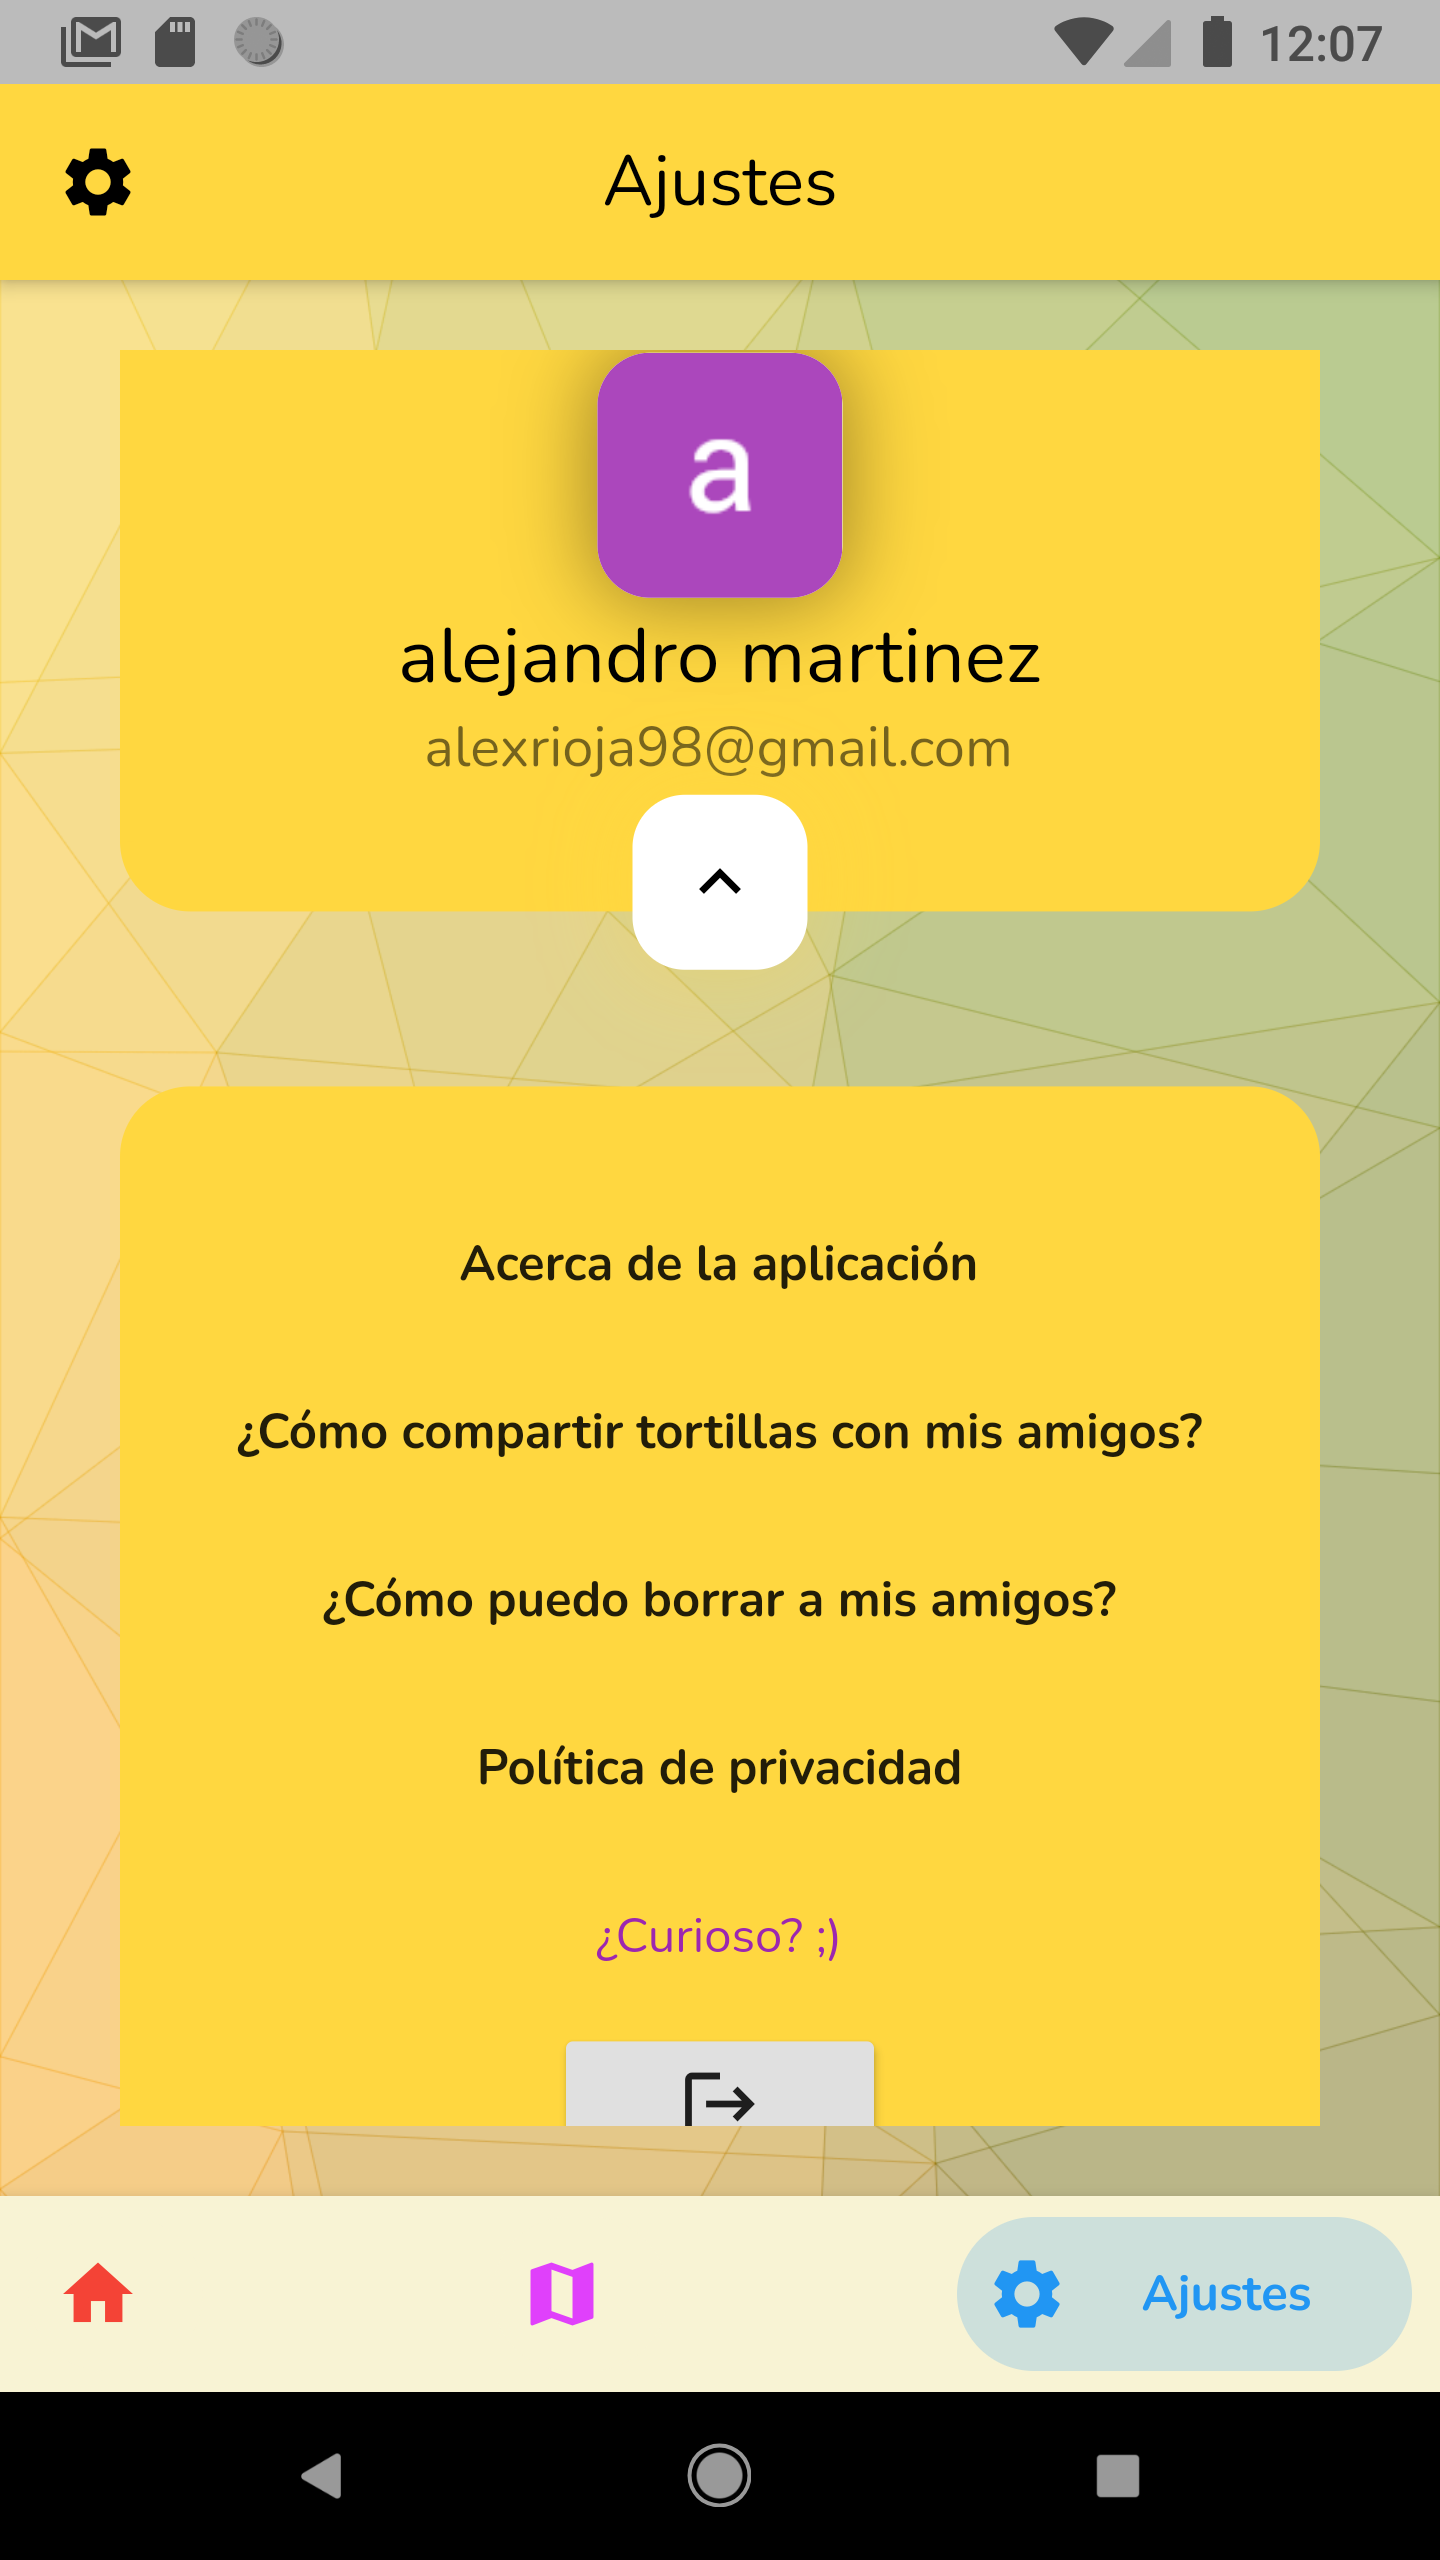 12:07
Ajustes
a
alejandro martinez
alexrioja98@gmail.com
Acerca de la aplicación
¿Cómo compartir tortillas con mis amigos?
¿Cómo puedo borrar a mis amigos?
Política de privacidad
¿Curioso? ;)
Ajustes